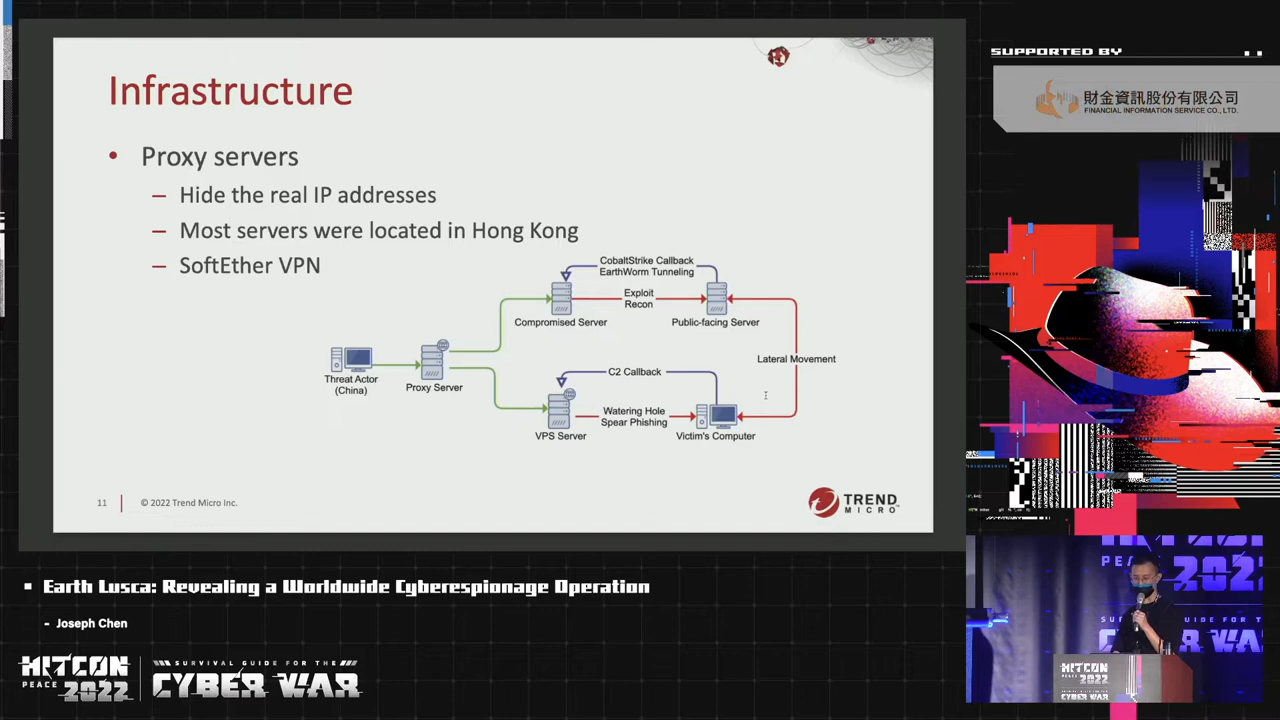 Infrastructure
• Proxy servers
– Hide the real IP addresses
– Most servers were located in Hong Kong
– SoftEther VPN
CobaltStrike Callback
EarthWorm Tunneling
Exploit
Recon
Compromised Server
Public-facing Server
Lateral Movement
Threat Actor
(China)
Proxy Server
C2 Callback
Watering Hole
Spear Phishing
VPS Server
Victim's Computer
11
© 2022 Trend Micro Inc.
TREND
MICRO
SUPPORTED BY
財金資訊股份有限公司
FINANCIAL INFORMATION SERVICE CO., LTD.
Earth Lusca: Revealing a Worldwide Cyberespionage Operation
- Joseph Chen
HITCON
PEACE 2022
SURVIVAL GUIDE FOR THE
CYBER WAR
HITCON
2022
CYBER WAR